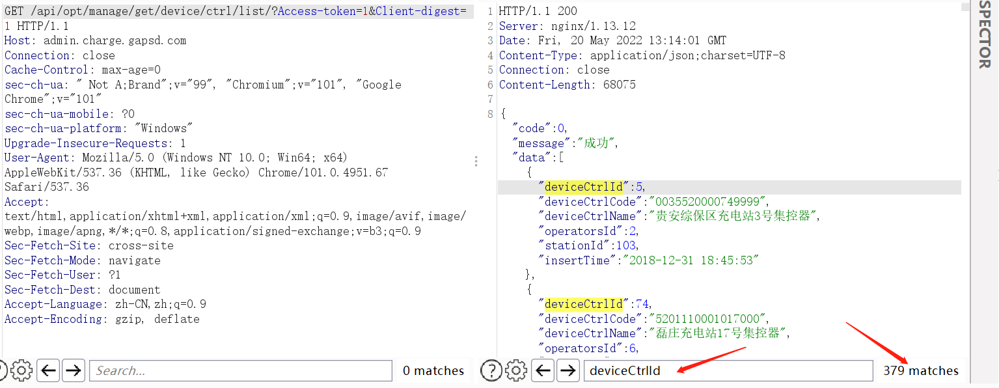 GET /api/opt/manage/get/device/ctrl/list/?Access-token=1&Client-digest=
1 HTTP/1.1
Host: admin.charge.gapsd.com
Connection: close
Cache-Control: max-age=0
sec-ch-ua: " Not A;Brand";v="99", "Chromium";v="101", "Google
Chrome";v="101"
sec-ch-ua-mobile: ?0
sec-ch-ua-platform: "Windows"
Upgrade-Insecure-Requests: 1
User-Agent: Mozilla/5.0 (Windows NT 10.0; Win64; x64)
AppleWebKit/537.36 (KHTML, like Gecko) Chrome/101.0.4951.67
Safari/537.36
Accept:
text/html,application/xhtml+xml,application/xml;q=0.9,image/avif,image/
webp,image/apng,*/*;q=0.8,application/signed-exchange;v=b3;q=0.9
Sec-Fetch-Site: cross-site
Sec-Fetch-Mode: navigate
Sec-Fetch-User: ?1
Sec-Fetch-Dest: document
Accept-Language: zh-CN,zh;q=0.9
Accept-Encoding: gzip, deflate
Search...
0 matches
1 HTTP/1.1 200
2 Server: nginx/1.13.12
3 Date: Fri, 20 May 2022 13:14:01 GMT
4 Content-Type: application/json;charset=UTF-8
5 Connection: close
6 Content-Length: 68075
7
8 {
"code":0,
"message":"成功",
"data":[
{
"deviceCtrlId":5,
"deviceCtrlCode":"0035520000749999",
"deviceCtrlName":"贵安综保区充电站3号集控器",
"operatorsId":2,
"stationId":103,
"insertTime":"2018-12-31 18:45:53"
},
{
"deviceCtrlId":74,
"deviceCtrlCode":"5201110001017000",
"deviceCtrlName":"磊庄充电站17号集控器",
"operatorsId":6,
?
deviceCtrlId
379 matches
SPECTOR